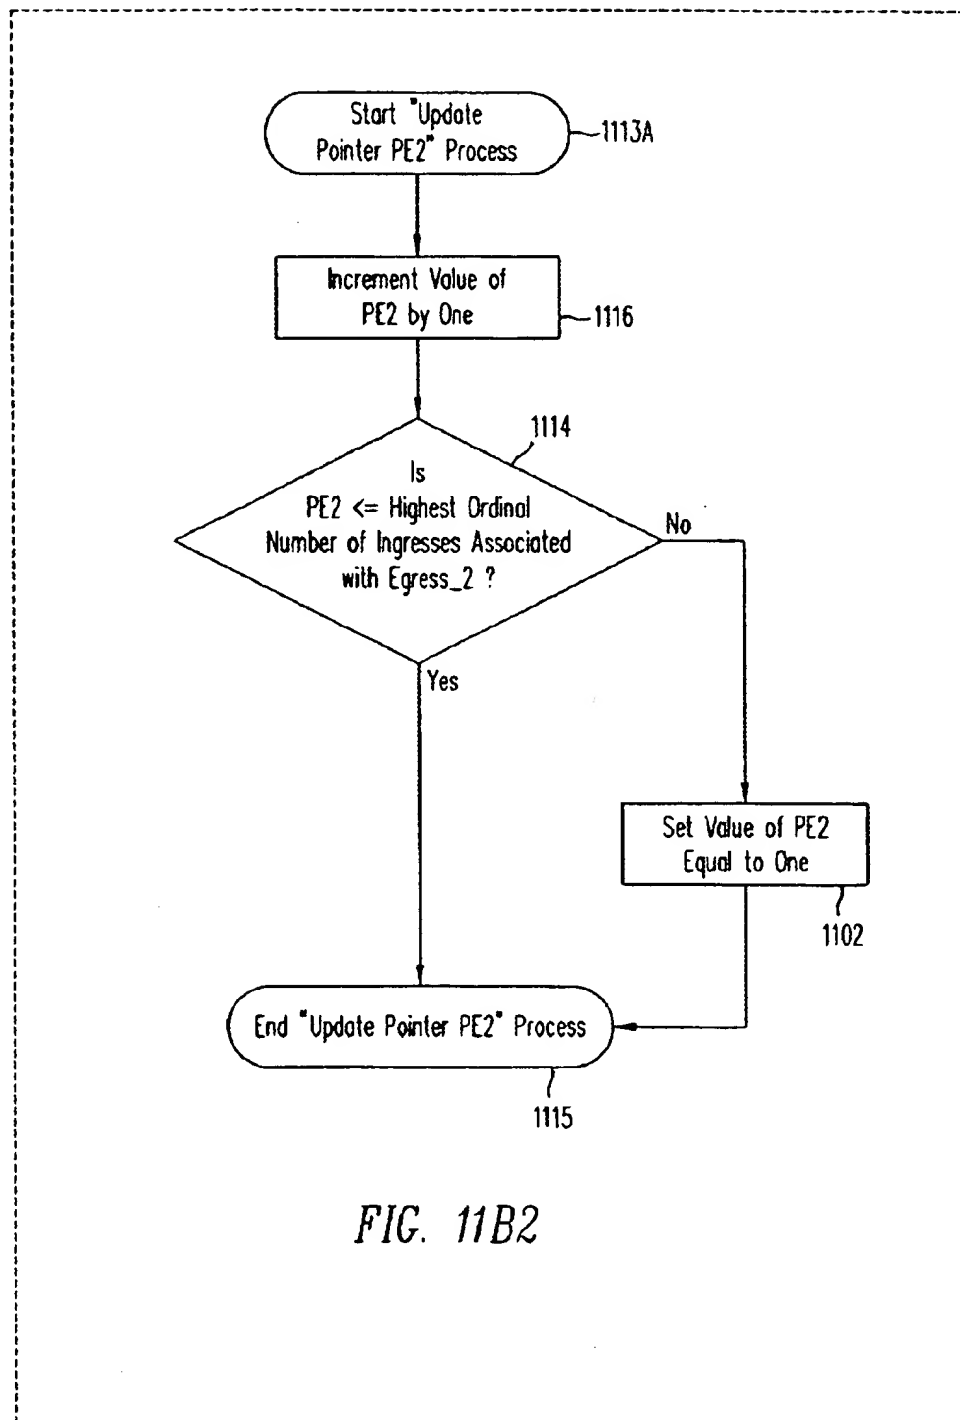 Start "Update
Pointer PE2" Process
1113A
Increment Value of
PE2 by One
1116
1114
Is
PE2 <= Highest Ordinal
Number of Ingresses Associated
with Egress_2 ?
No
Yes
Set Value of PE2
Equal to One
1102
End "Update Pointer PE2" Process
1115
FIG. 11B2